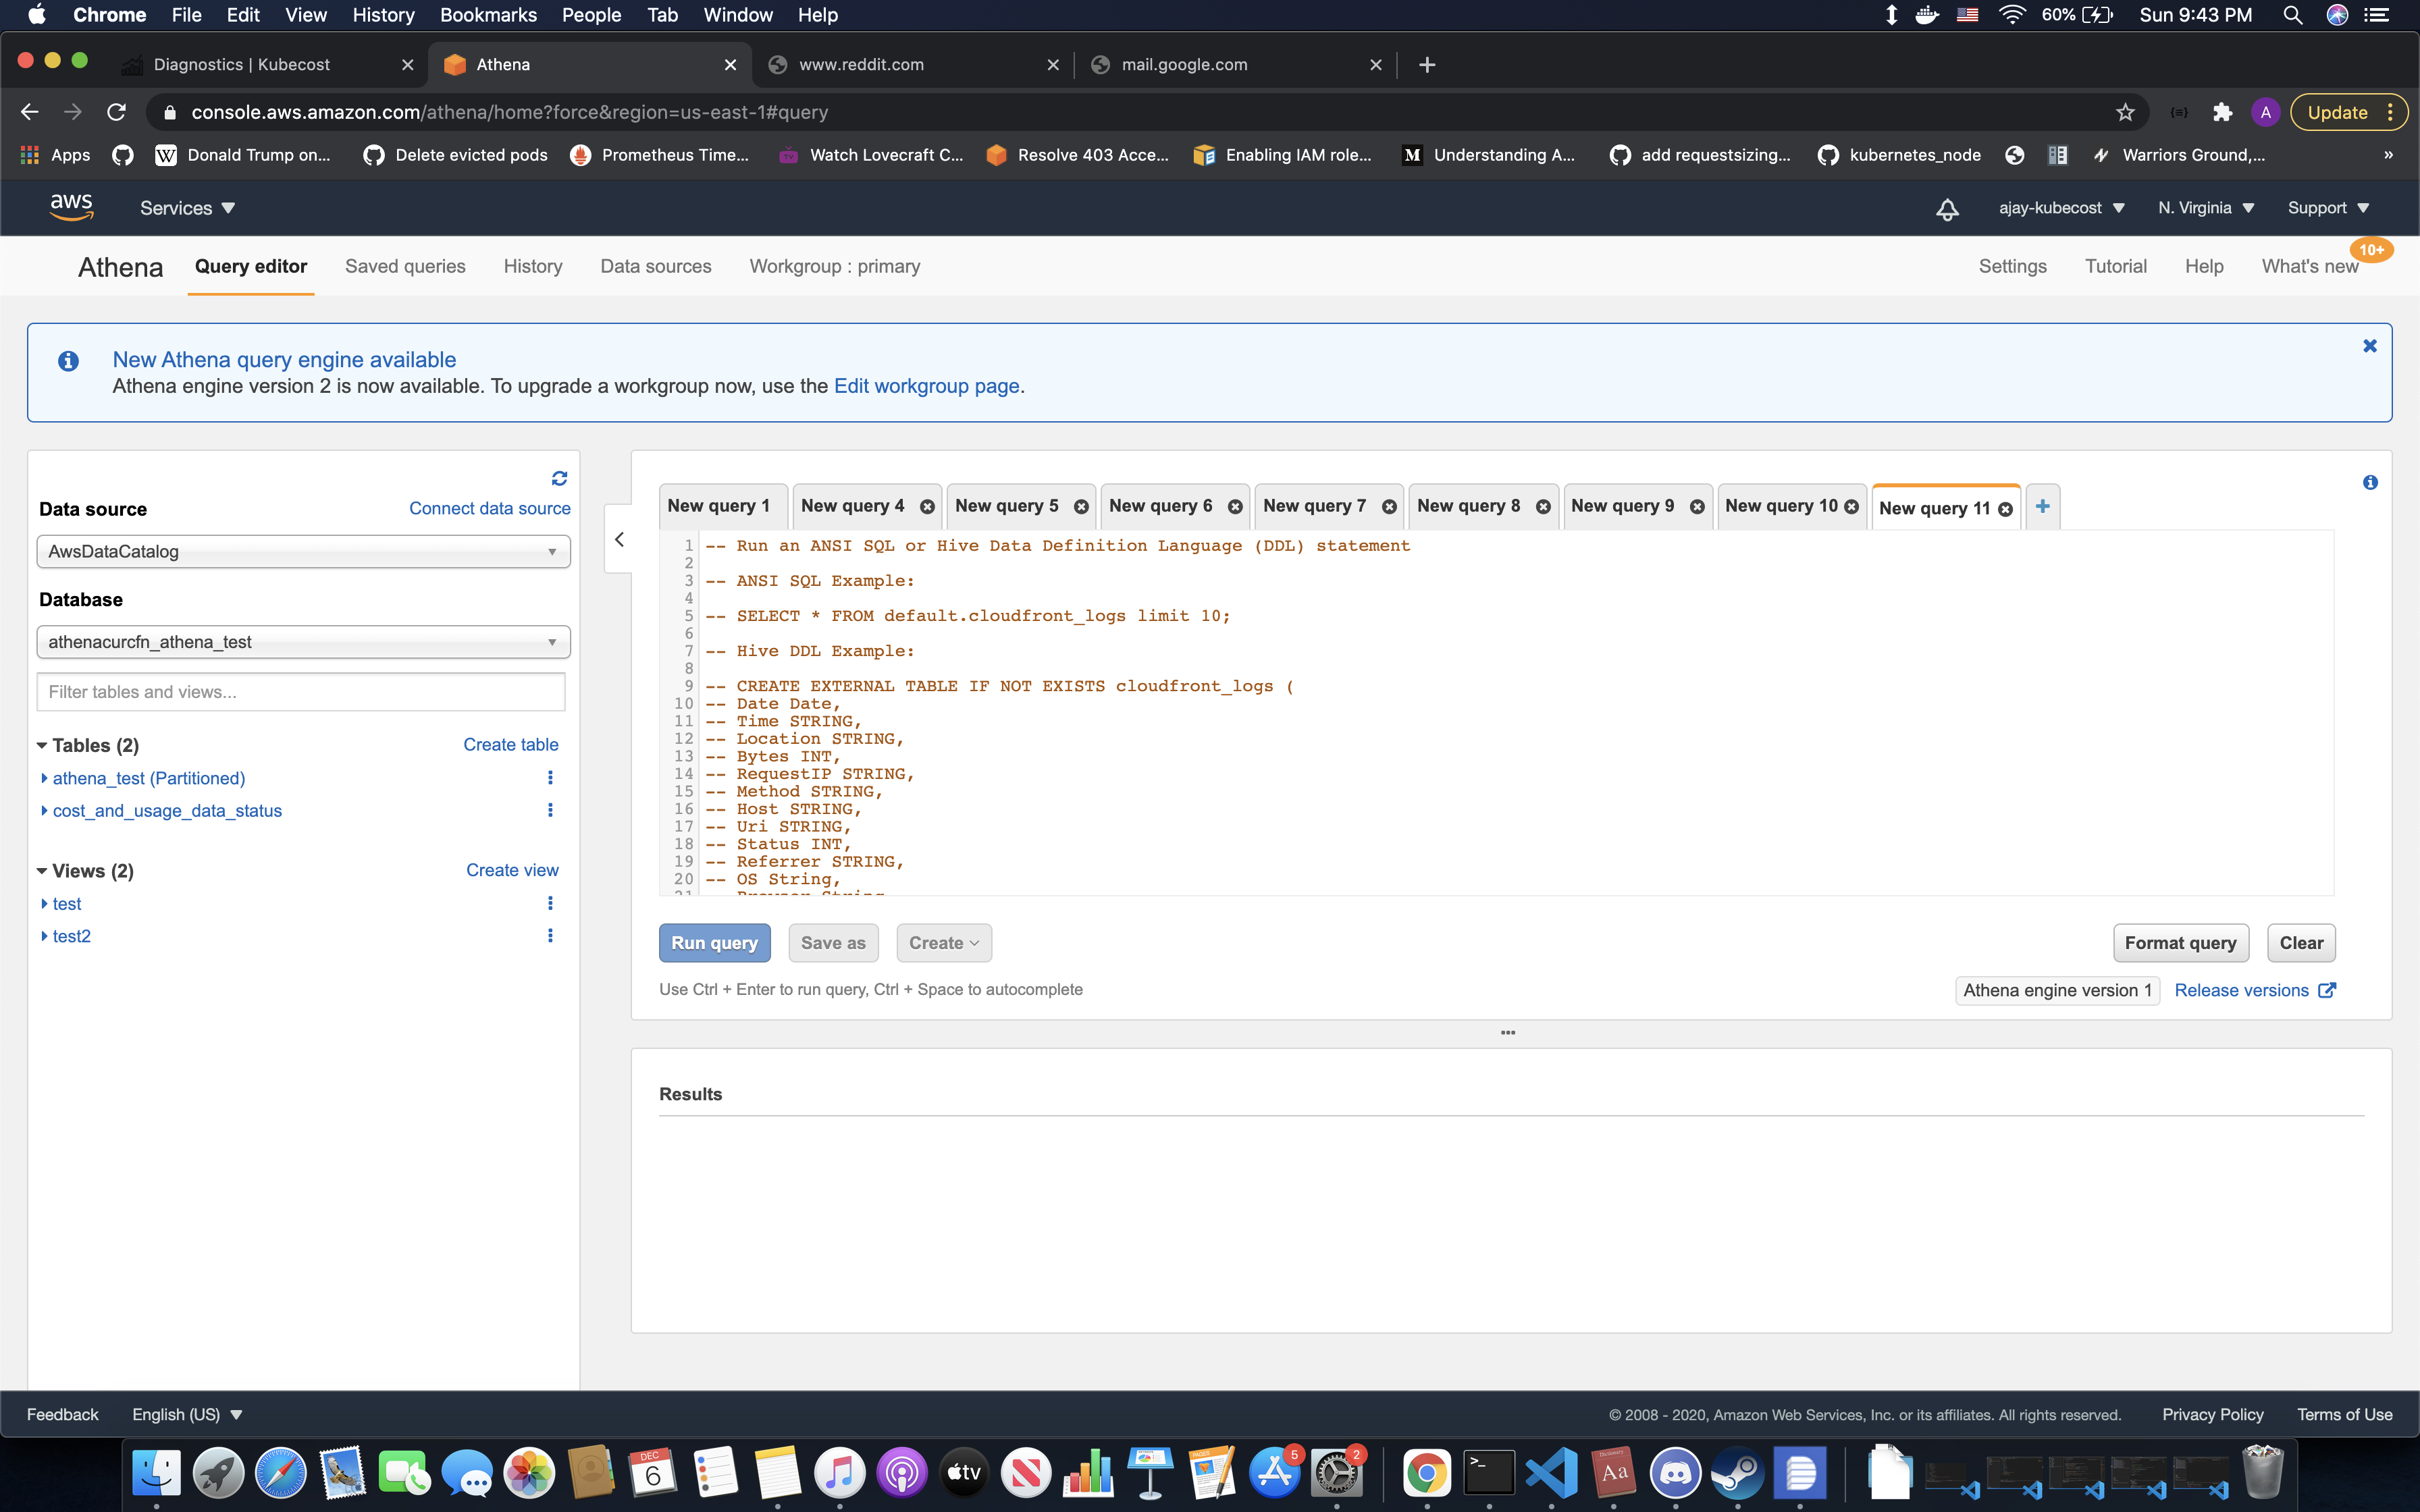 Chrome File Edit View History Bookmarks People Tab Window Help 60% Sun 9:43 PM
Diagnostics | Kubecost Athena www.reddit.com mail.google.com
console.aws.amazon.com/athena/home?force&region=us-east-1#query A Update
Apps W Donald Trump on... Delete evicted pods Prometheus Time... Watch Lovecraft C... Resolve 403 Acce... Enabling IAM role... M Understanding A... add requestsizing... kubernetes_node Warriors Ground,... »
aws Services ajay-kubecost N. Virginia Support
Athena Query editor Saved queries History Data sources Workgroup : primary Settings Tutorial Help What's new 10+
New Athena query engine available
Athena engine version 2 is now available. To upgrade a workgroup now, use the Edit workgroup page.
Data source Connect data source
AwsDataCatalog
Database
athenacurcfn_athena_test
Filter tables and views...
Tables (2) Create table
athena_test (Partitioned)
cost_and_usage_data_status
Views (2) Create view
test
test2
New query 1 New query 4 New query 5 New query 6 New query 7 New query 8 New query 9 New query 10 New query 11 +
1 -- Run an ANSI SQL or Hive Data Definition Language (DDL) statement
2
3 -- ANSI SQL Example:
4
5 -- SELECT * FROM default.cloudfront_logs limit 10;
6
7 -- Hive DDL Example:
8
9 -- CREATE EXTERNAL TABLE IF NOT EXISTS cloudfront_logs (
10 -- Date Date,
11 -- Time STRING,
12 -- Location STRING,
13 -- Bytes INT,
14 -- RequestIP STRING,
15 -- Method STRING,
16 -- Host STRING,
17 -- Uri STRING,
18 -- Status INT,
19 -- Referrer STRING,
20 -- OS String,
Run query Save as Create Format query Clear
Use Ctrl + Enter to run query, Ctrl + Space to autocomplete Athena engine version 1 Release versions
Results
Feedback English (US) © 2008 - 2020, Amazon Web Services, Inc. or its affiliates. All rights reserved. Privacy Policy Terms of Use
DEC 6 tv PAGES 5 2 >_ Aa